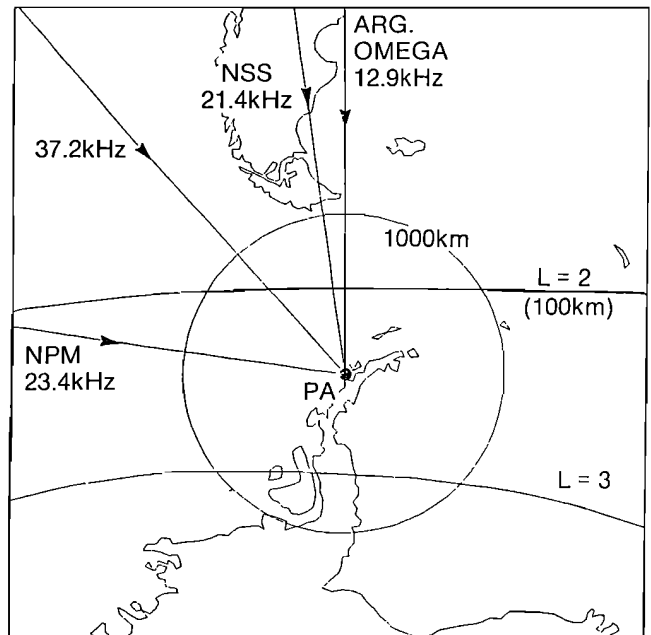 ARG.
OMEGA
12.9kHz
NSS
21.4kHz
37.2kHz
1000km
L = 2
(100km)
NPM
23.4kHz
PA
L = 3